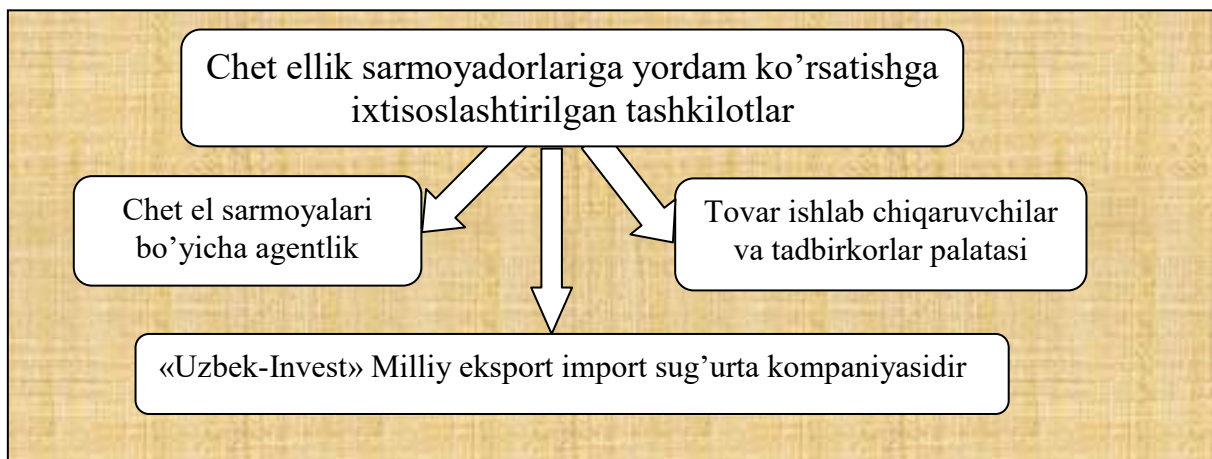 Chet ellik sarmoyadorlariga yordam ko’rsatishga
ixtisoslashtirilgan tashkilotlar
Chet el sarmoyalari
bo’yicha agentlik
Tovar ishlab chiqaruvchilar
va tadbirkorlar palatasi
«Uzbek-Invest» Milliy eksport import sug’urta kompaniyasidir